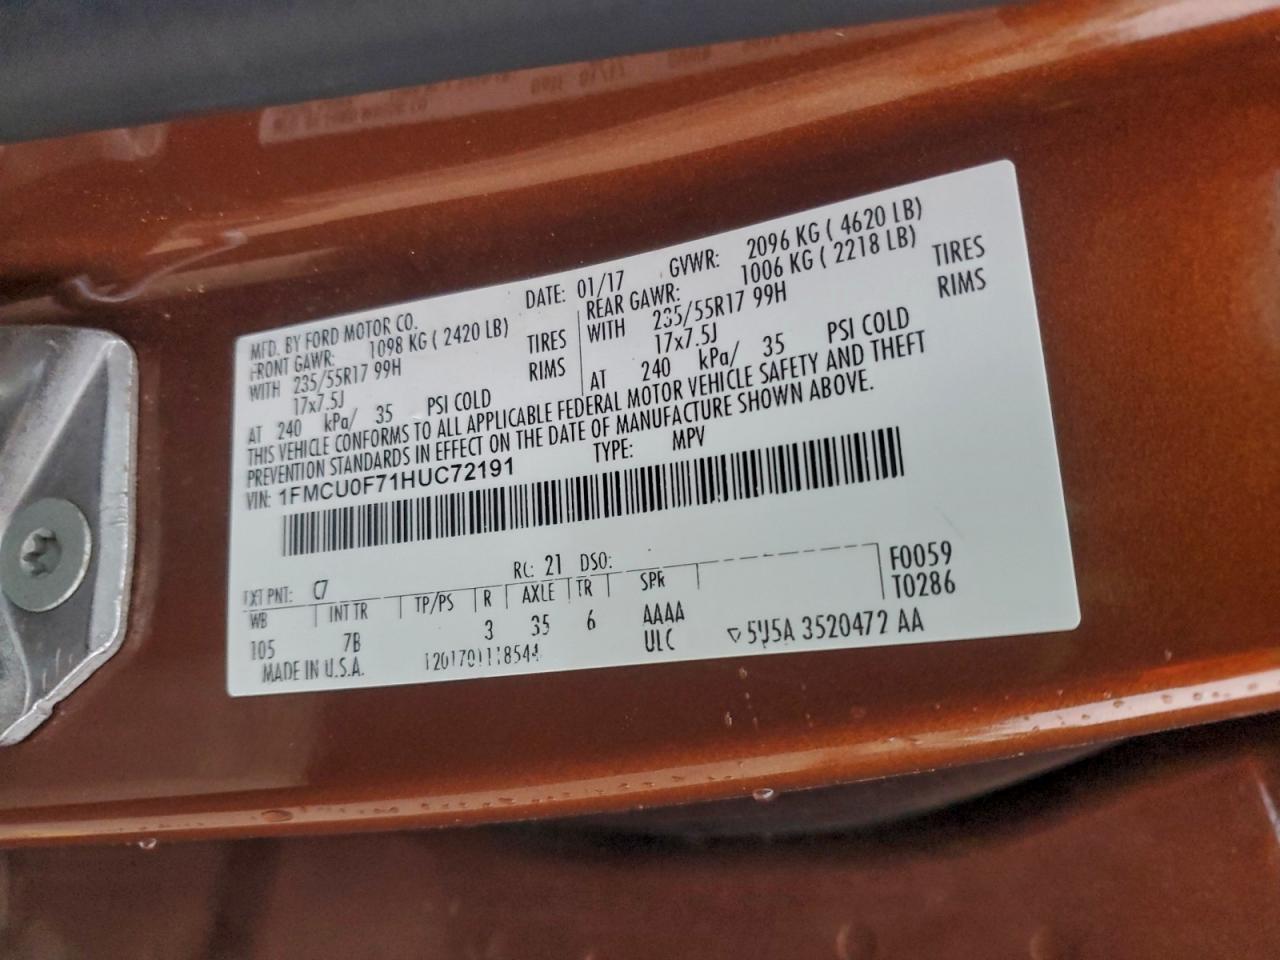 MFD. BY FORD MOTOR CO. DATE: 01/17 GVWR: 2096 KG ( 4620 LB)
FRONT GAWR: 1098 KG ( 2420 LB) REAR GAWR: 1006 KG ( 2218 LB)
WITH 235/55R17 99H TIRES WITH 235/55R17 99H TIRES
17x7.5J RIMS 17x7.5J RIMS
AT 240 kPa/ 35 PSI COLD AT 240 kPa/ 35 PSI COLD
THIS VEHICLE CONFORMS TO ALL APPLICABLE FEDERAL MOTOR VEHICLE SAFETY AND THEFT
PREVENTION STANDARDS IN EFFECT ON THE DATE OF MANUFACTURE SHOWN ABOVE.
VIN: 1FMCU0F71HUC72191 TYPE: MPV
EXT PNT: C7 RC: 21 DSO: F0059
WB INT TR TP/PS R AXLE TR SPR T0286
105 7B 3 35 6 AAAA
ULC
MADE IN U.S.A. 5U5A 3520472 AA